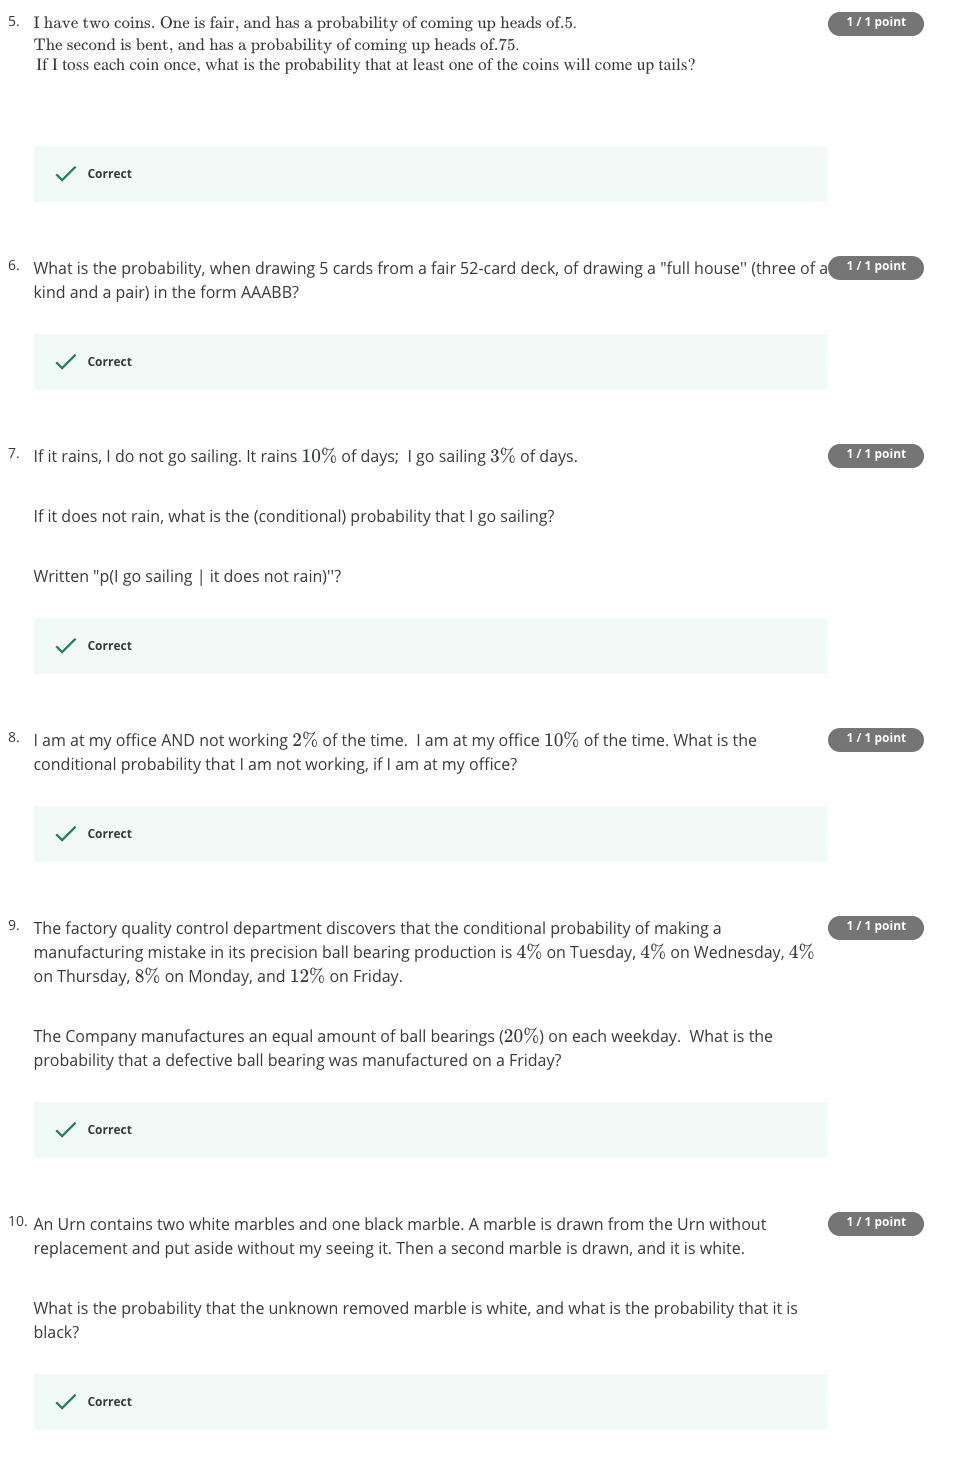 5. I have two coins. One is fair, and has a probability of coming up heads of.5.
1 / 1 point
The second is bent, and has a probability of coming up heads of.75.
If I toss each coin once, what is the probability that at least one of the coins will come up tails?
Correct
6. What is the probability, when drawing 5 cards from a fair 52-card deck, of drawing a "full house" (three of a
1 / 1 point
kind and a pair) in the form AAABB?
Correct
7. If it rains, I do not go sailing. It rains 10% of days; I go sailing 3% of days.
1 / 1 point
If it does not rain, what is the (conditional) probability that I go sailing?
Written "p(I go sailing | it does not rain)"?
Correct
8. I am at my office AND not working 2% of the time. I am at my office 10% of the time. What is the
1 / 1 point
conditional probability that I am not working, if I am at my office?
Correct
9. The factory quality control department discovers that the conditional probability of making a
1 / 1 point
manufacturing mistake in its precision ball bearing production is 4% on Tuesday, 4% on Wednesday, 4%
on Thursday, 8% on Monday, and 12% on Friday.
The Company manufactures an equal amount of ball bearings (20%) on each weekday. What is the
probability that a defective ball bearing was manufactured on a Friday?
Correct
10. An Urn contains two white marbles and one black marble. A marble is drawn from the Urn without
1 / 1 point
replacement and put aside without my seeing it. Then a second marble is drawn, and it is white.
What is the probability that the unknown removed marble is white, and what is the probability that it is
black?
Correct